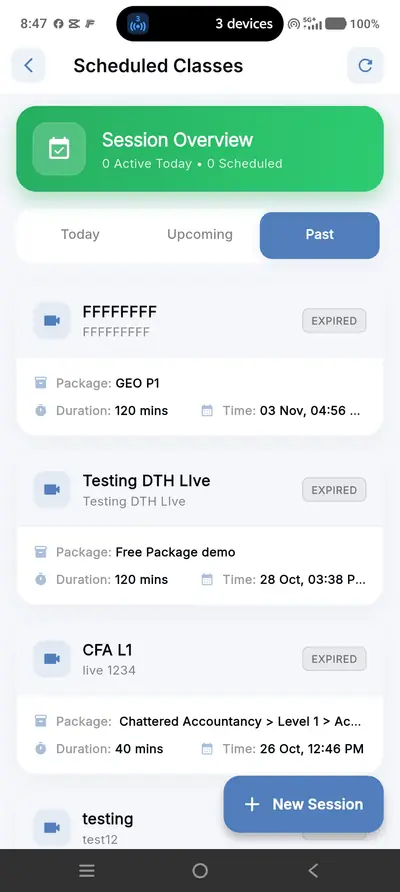 8:47
3
3 devices
5G+
100%
Scheduled Classes
Session Overview
0 Active Today • 0 Scheduled
Today
Upcoming
Past
FFFFFFFF
FFFFFFFFF
EXPIRED
Package: GEO P1
Duration: 120 mins
Time: 03 Nov, 04:56 ...
Testing DTH LIve
Testing DTH LIve
EXPIRED
Package: Free Package demo
Duration: 120 mins
Time: 28 Oct, 03:38 P...
CFA L1
live 1234
EXPIRED
Package: Chattered Accountancy > Level 1 > Ac...
Duration: 40 mins
Time: 26 Oct, 12:46 PM
testing
test12
+ New Session